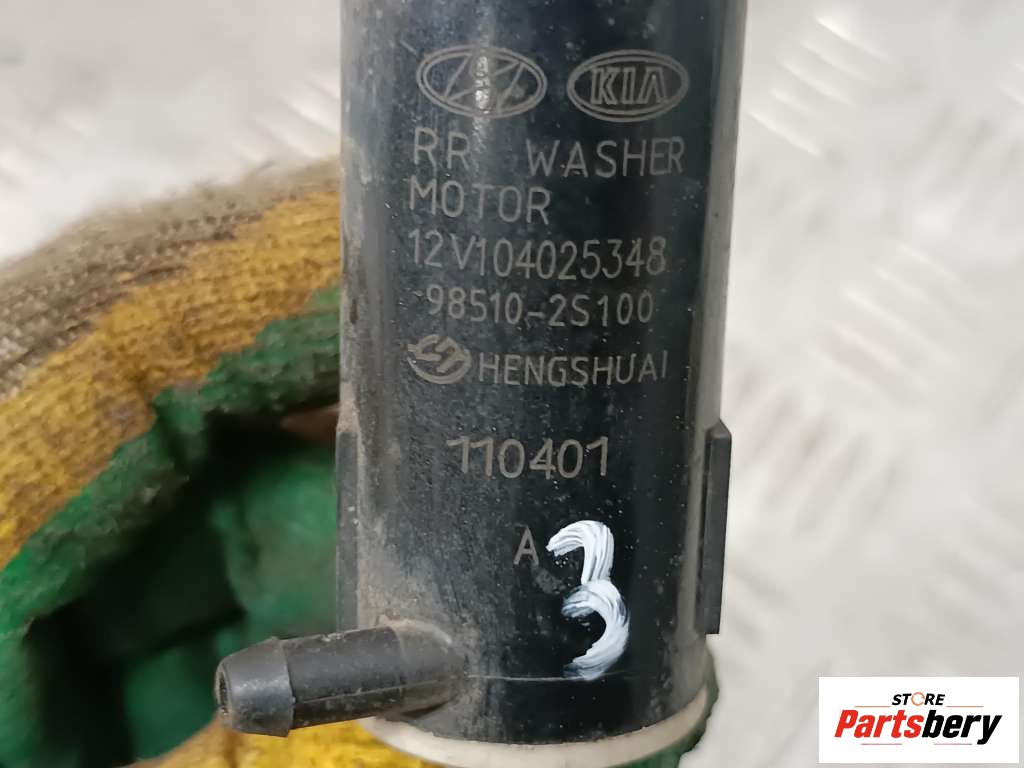 KIA
RR WASHER
MOTOR
12V104025348
98510-2S100
HENGSHUAI
110401
A
3
STORE
Partsbery